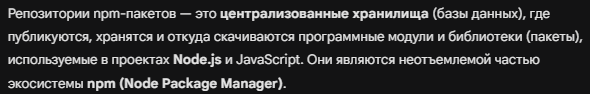 Репозитории npm-пакетов — это централизованные хранилища (базы данных), где
публикуются, хранятся и откуда скачиваются программные модули и библиотеки (пакеты),
используемые в проектах Node.js и JavaScript. Они являются неотъемлемой частью
экосистемы npm (Node Package Manager).